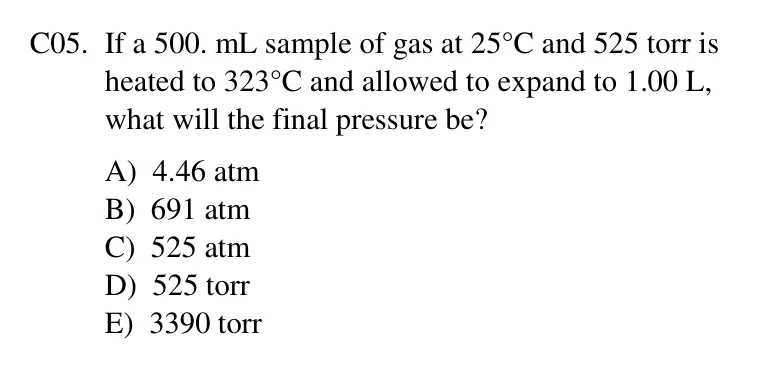 C05. If a 500. mL sample of gas at 25°C and 525 torr is
heated to 323°C and allowed to expand to 1.00 L,
what will the final pressure be?
A) 4.46 atm
B) 691 atm
C) 525 atm
D) 525 torr
E) 3390 torr